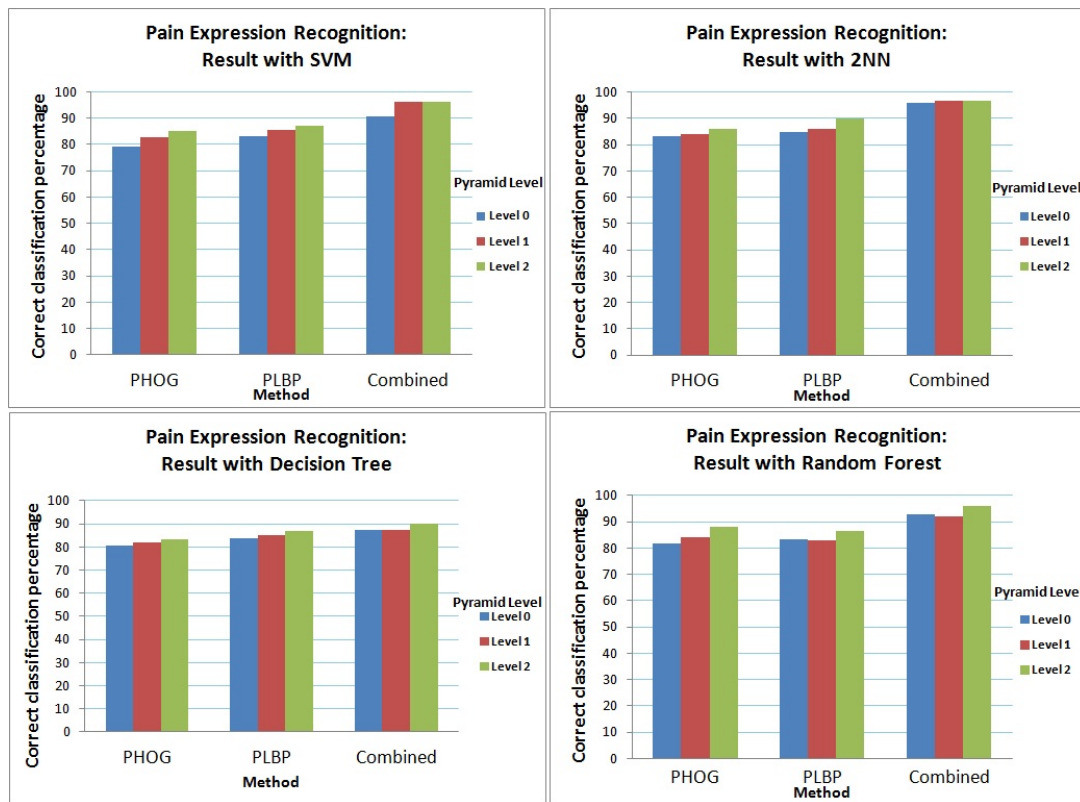 Pain Expression Recognition:
Result with SVM
Correct classification percentage
100
90
80
70
60
50
40
30
20
10
0
PHOG PLBP Combined
Method
Pyramid Level
Level 0
Level 1
Level 2
Pain Expression Recognition:
Result with 2NN
Correct classification percentage
100
90
80
70
60
50
40
30
20
10
0
PHOG PLBP Combined
Method
Pyramid Level
Level 0
Level 1
Level 2
Pain Expression Recognition:
Result with Decision Tree
Correct classification percentage
100
90
80
70
60
50
40
30
20
10
0
PHOG PLBP Combined
Method
Pyramid Level
Level 0
Level 1
Level 2
Pain Expression Recognition:
Result with Random Forest
Correct classification percentage
100
90
80
70
60
50
40
30
20
10
0
PHOG PLBP Combined
Method
Pyramid Level
Level 0
Level 1
Level 2